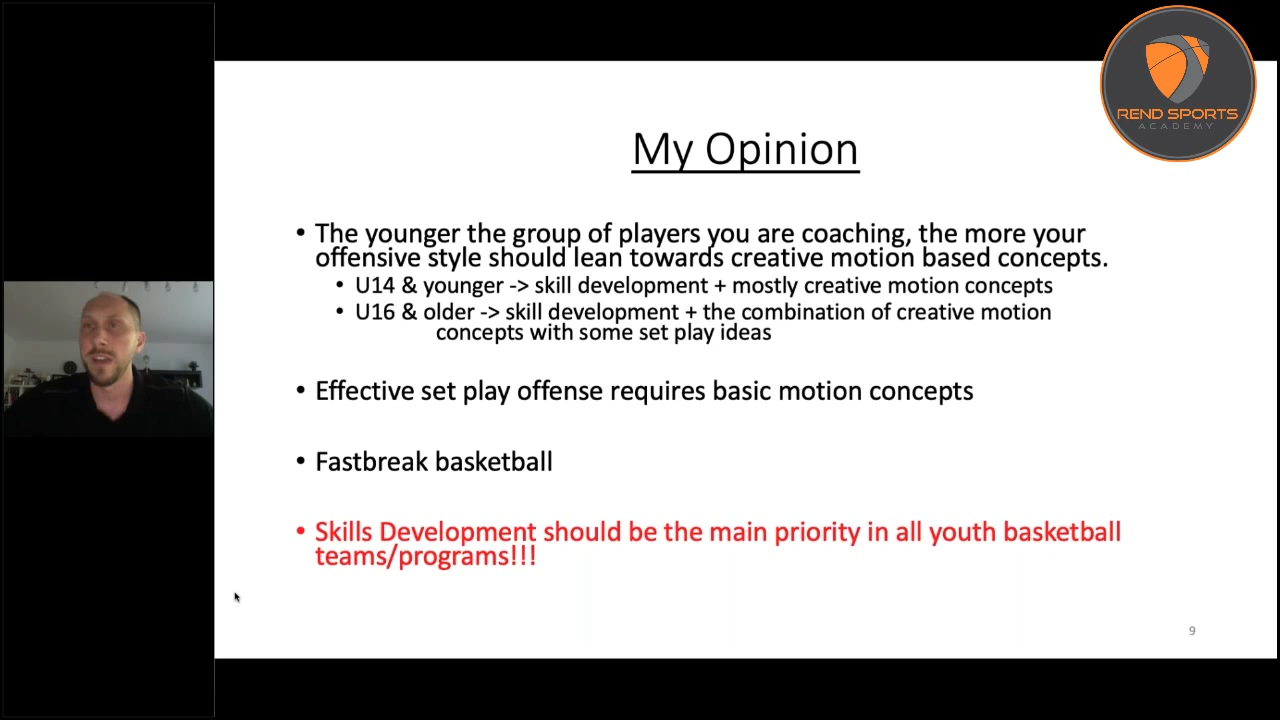 REND SPORTS
ACADEMY
My Opinion
• The younger the group of players you are coaching, the more your
offensive style should lean towards creative motion based concepts.
• U14 & younger -> skill development + mostly creative motion concepts
• U16 & older -> skill development + the combination of creative motion
concepts with some set play ideas
• Effective set play offense requires basic motion concepts
• Fastbreak basketball
• Skills Development should be the main priority in all youth basketball
teams/programs!!!
9